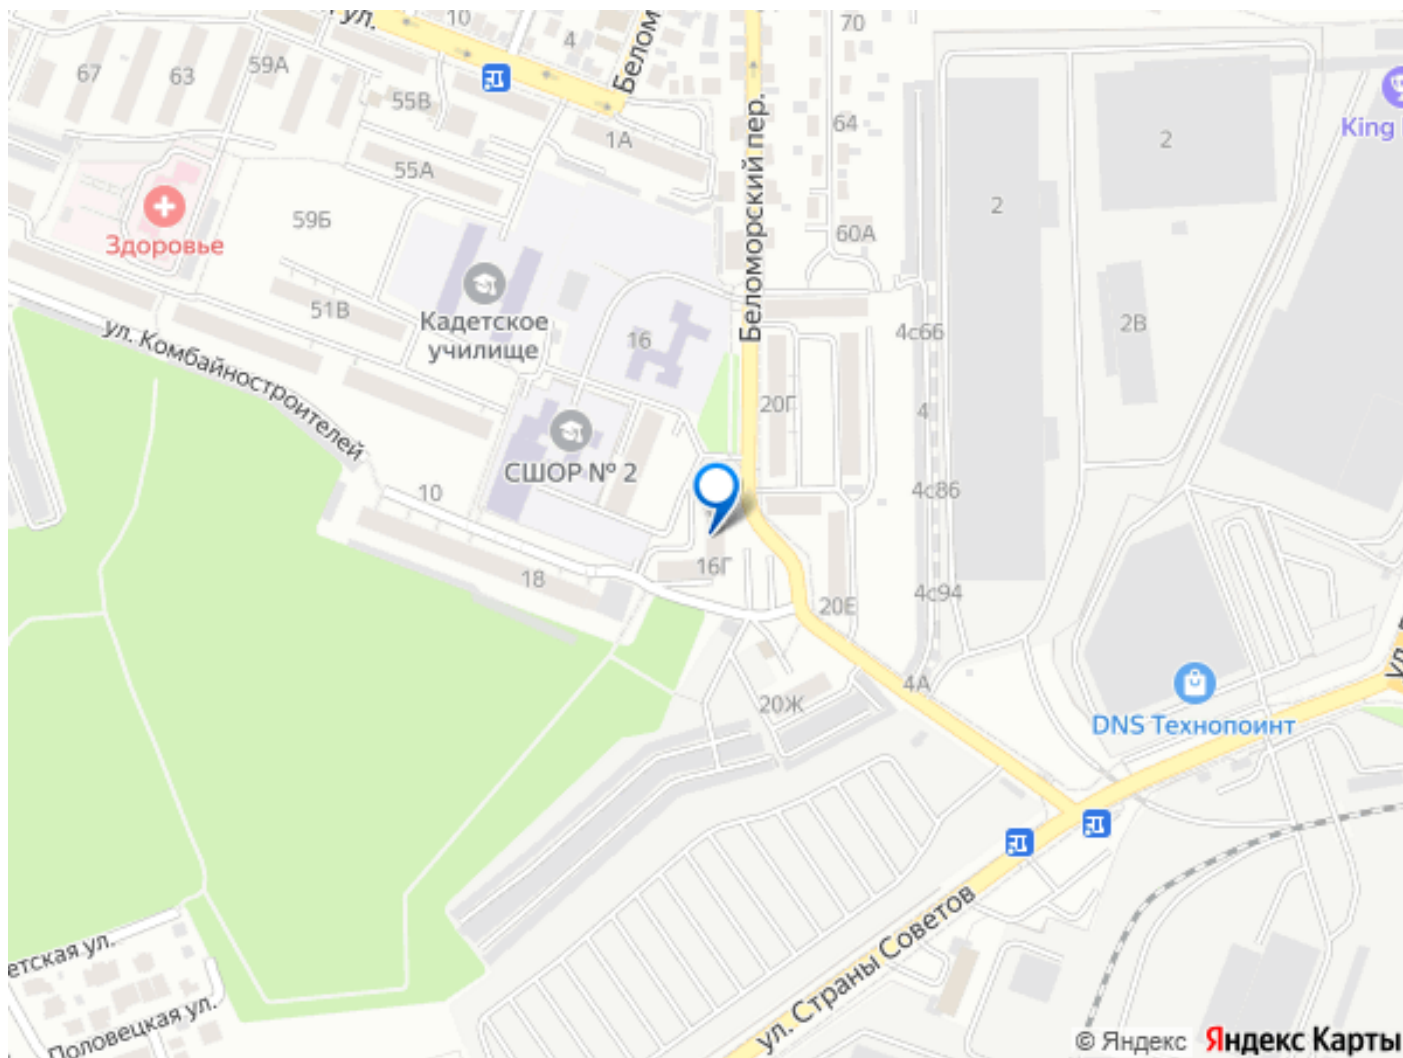 ул.
10
4
Белом
70
67
63
59А
55В
1А
64
2
King
55А
2
59Б
60А
Здоровье
Беломорский пер.
51В
Кадетское
училище
16
4с66
2В
ул. Комбайностроителей
20Г
4
СШОР № 2
10
4с86
16Г
18
20Е
4с94
ул.
4А
20Ж
DNS Технопоинт
етская ул.
Половецкая ул.
ул. Страны Советов
© Яндекс Яндекс Карты